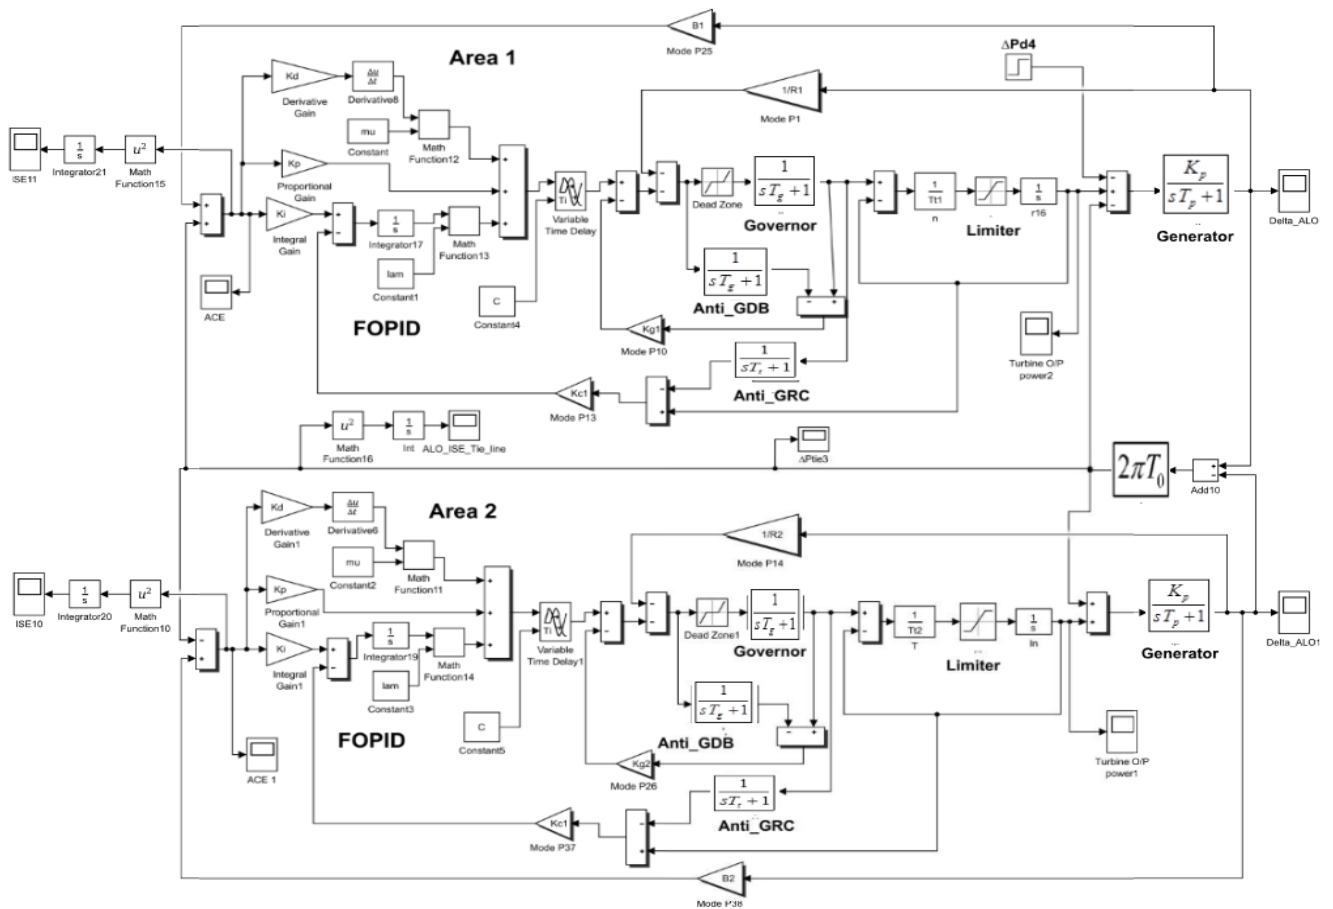 B1
Mode P25
Area 1
ΔPd4
Kd
Δu
Δt
Derivative
Gain
Derivative8
1/R1
Mode P1
mu
Constant
Math
Function12
ISE11
1
s
Integrator21
u²
Math
Function15
Kp
Proportional
Gain
Ki
Integral
Gain
1
s
Integrator17
Math
Function13
lam
Constant1
Ti
Variable
Time Delay
C
Constant4
FOPID
ACE
Dead Zone
1
sTg+1
Governor
1
sTg+1
Anti_GDB
Kg1
Mode P10
1
Tt1
n
Limiter
1
s
r16
Kp
sTp+1
Generator
Delta_ALO
Turbine O/P
power2
1
Anti_GRC
Kc1
Mode P13
u²
Math
Function16
1
s
Int
ALO_ISE_Tie_line
ΔPtie3
2πT0
Add10
Area 2
Kd
Derivative
Gain1
Δu
Δt
Derivative6
mu
Constant2
Math
Function11
1/R2
Mode P14
ISE10
1
s
Integrator20
u²
Math
Function10
Kp
Proportional
Gain1
Ki
Integral
Gain1
1
s
Integrator19
Math
Function14
lam
Constant3
Ti
Variable
Time Delay1
C
Constant5
FOPID
ACE 1
Dead Zone1
1
sTg+1
Governor
1
sTg+1
Anti_GDB
Kg2
Mode P26
1
Tt2
T
Limiter
1
s
In
Kp
sTp+1
Generator
Delta_ALO1
Turbine O/P
power1
1
Anti_GRC
Kc1
Mode P37
B2
Mode P38